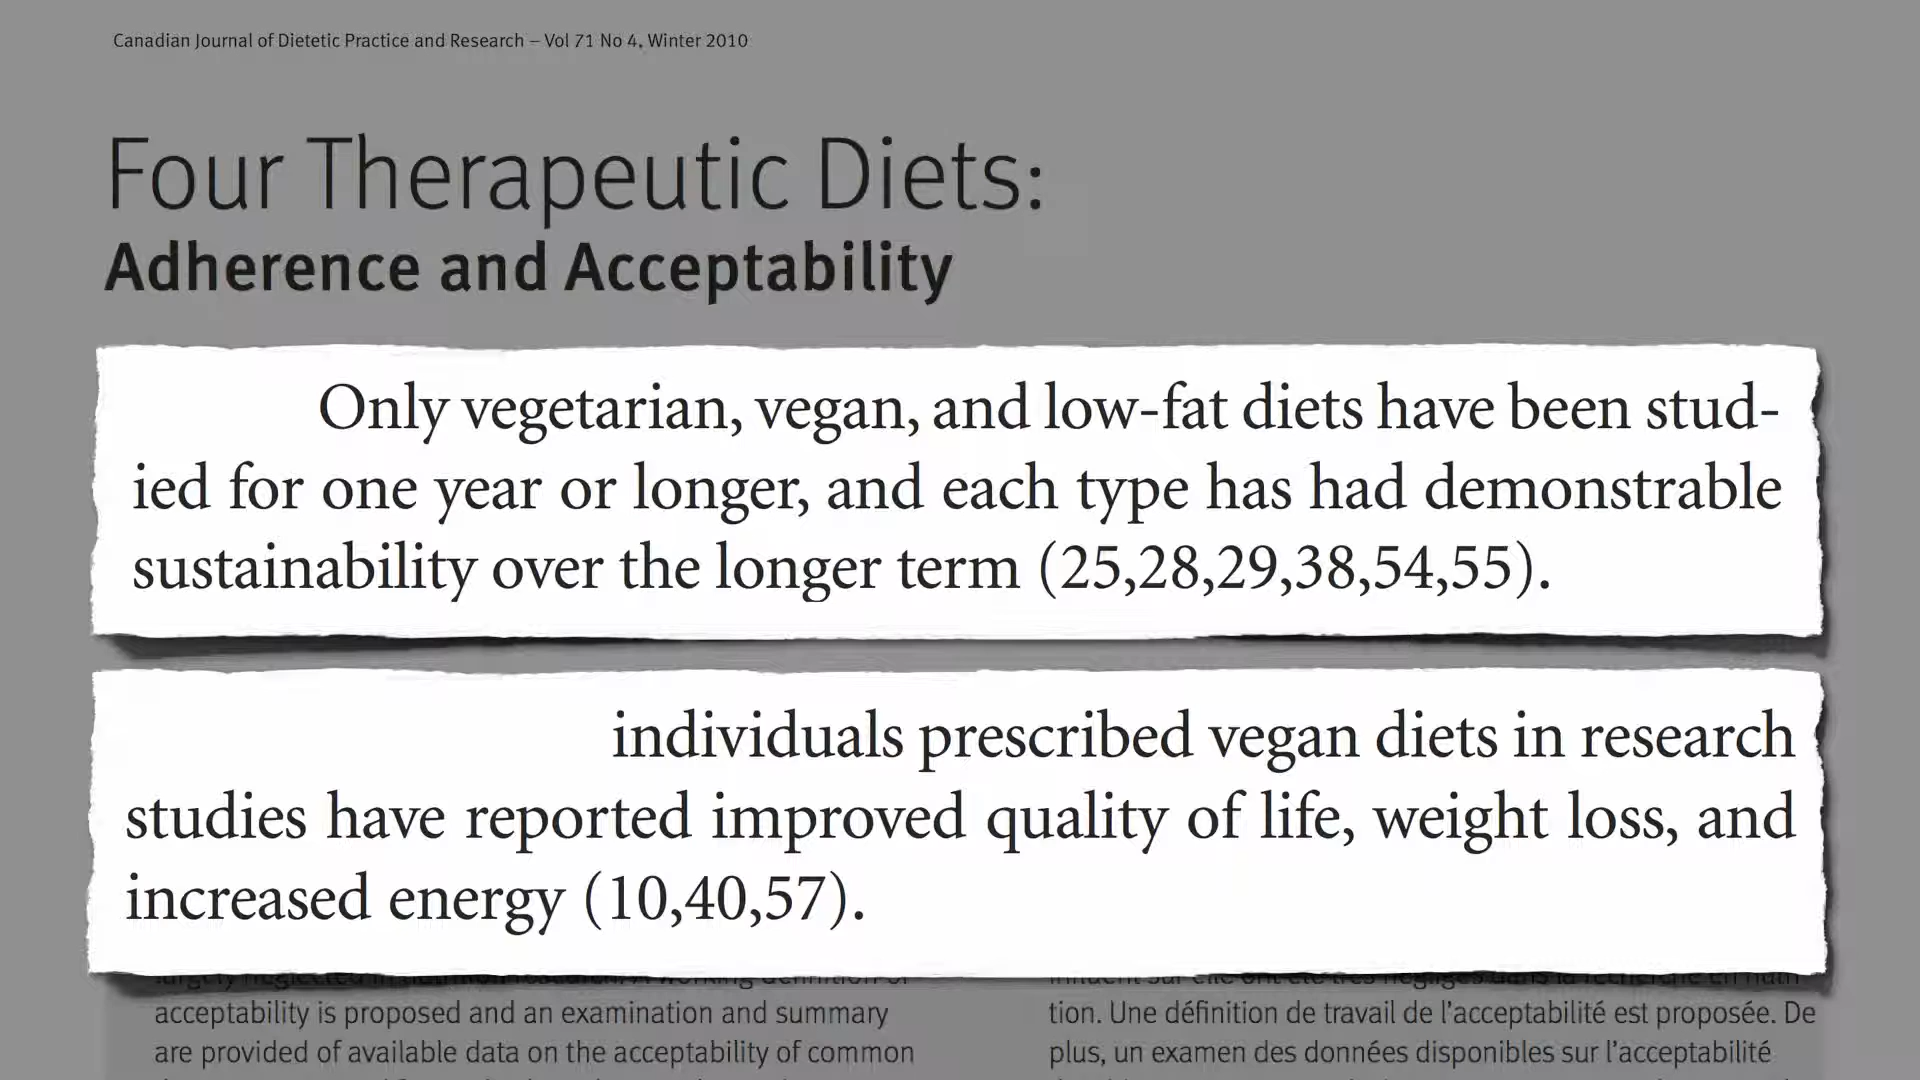 Canadian Journal of Dietetic Practice and Research – Vol 71 No 4, Winter 2010
Four Therapeutic Diets:
Adherence and Acceptability
Only vegetarian, vegan, and low-fat diets have been stud-
ied for one year or longer, and each type has had demonstrable
sustainability over the longer term (25,28,29,38,54,55).
individuals prescribed vegan diets in research
studies have reported improved quality of life, weight loss, and
increased energy (10,40,57).
acceptability is proposed and an examination and summary
are provided of available data on the acceptability of common
tion. Une définition de travail de l'acceptabilité est proposée. De
plus, un examen des données disponibles sur l'acceptabilité